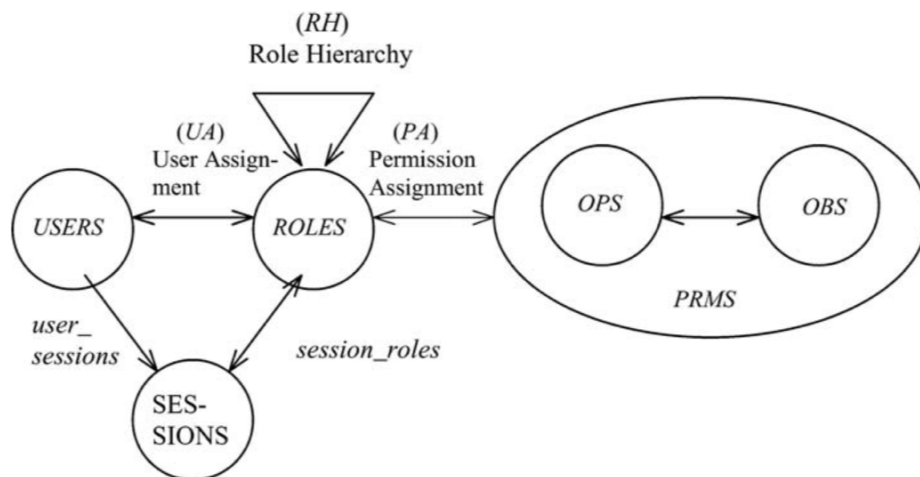 (RH)
Role Hierarchy
(UA)
User Assign-
ment
(PA)
Permission
Assignment
USERS
ROLES
OPS
OBS
PRMS
user_
sessions
session_roles
SES-
SIONS